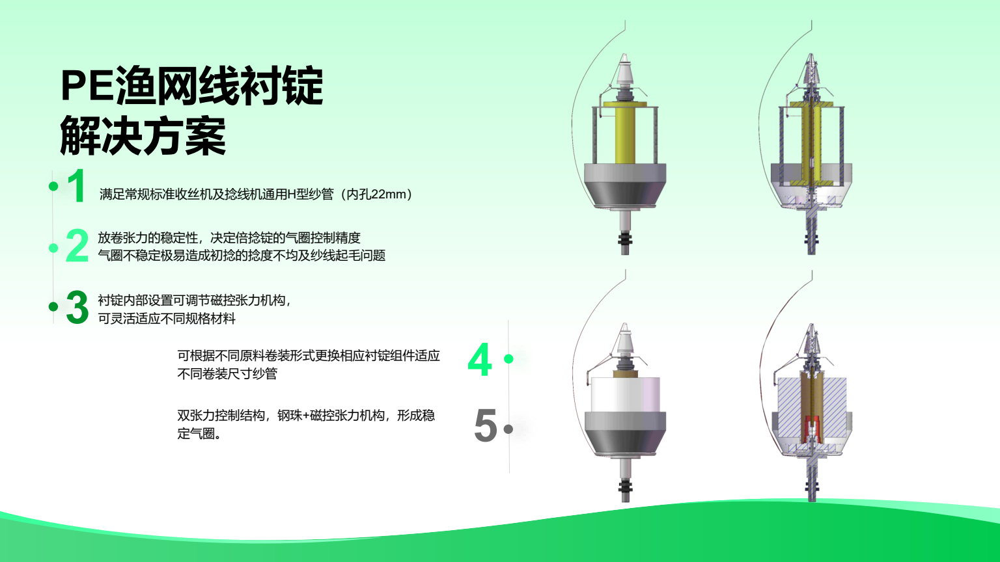 PE渔网线衬锭
解决方案
1
满足常规标准收丝机及捻线机通用H型纱管（内孔22mm）
2
放卷张力的稳定性，决定倍捻锭的气圈控制精度
气圈不稳定极易造成初捻的捻度不均及纱线起毛问题
3
衬锭内部设置可调节磁控张力机构，
可灵活适应不同规格材料
4
可根据不同原料卷装形式更换相应衬锭组件适应
不同卷装尺寸纱管
5
双张力控制结构，钢珠+磁控张力机构，形成稳
定气圈。